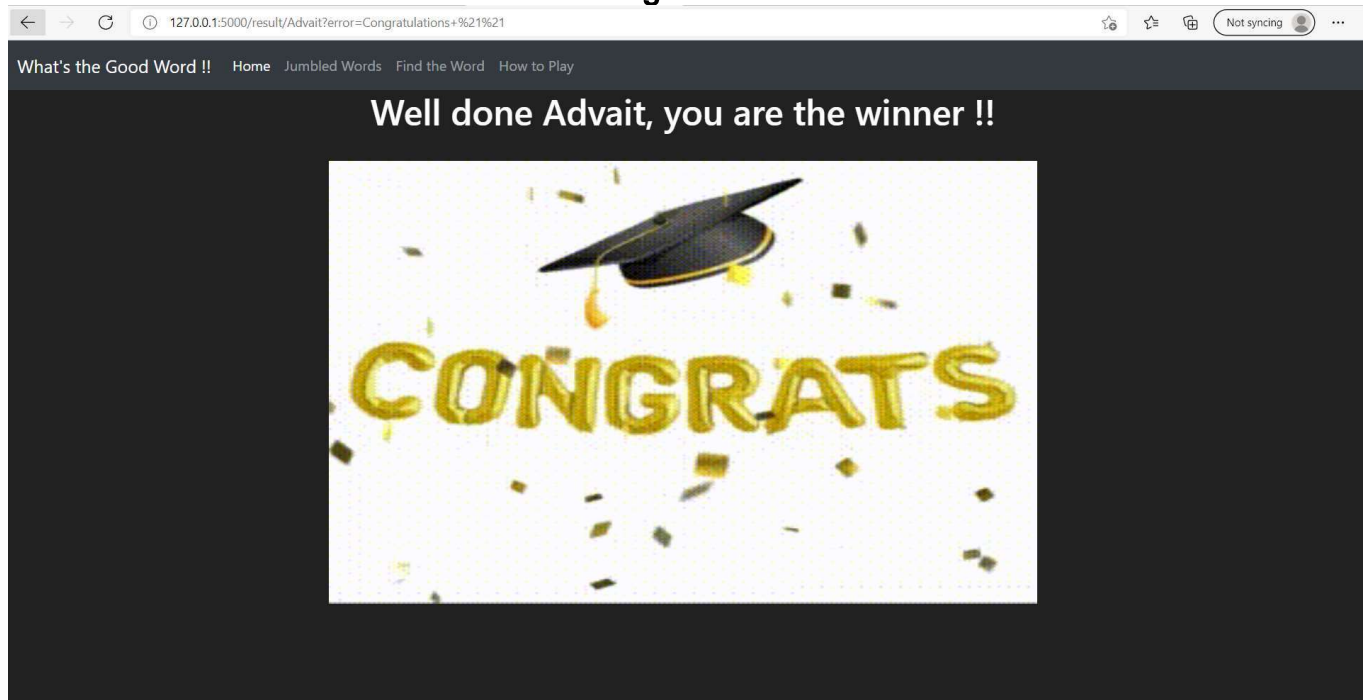 127.0.0.1:5000/result/Advait?error=Congratulations+%21%21
Not syncing
What's the Good Word !! Home Jumbled Words Find the Word How to Play
Well done Advait, you are the winner !!
CONGRATS